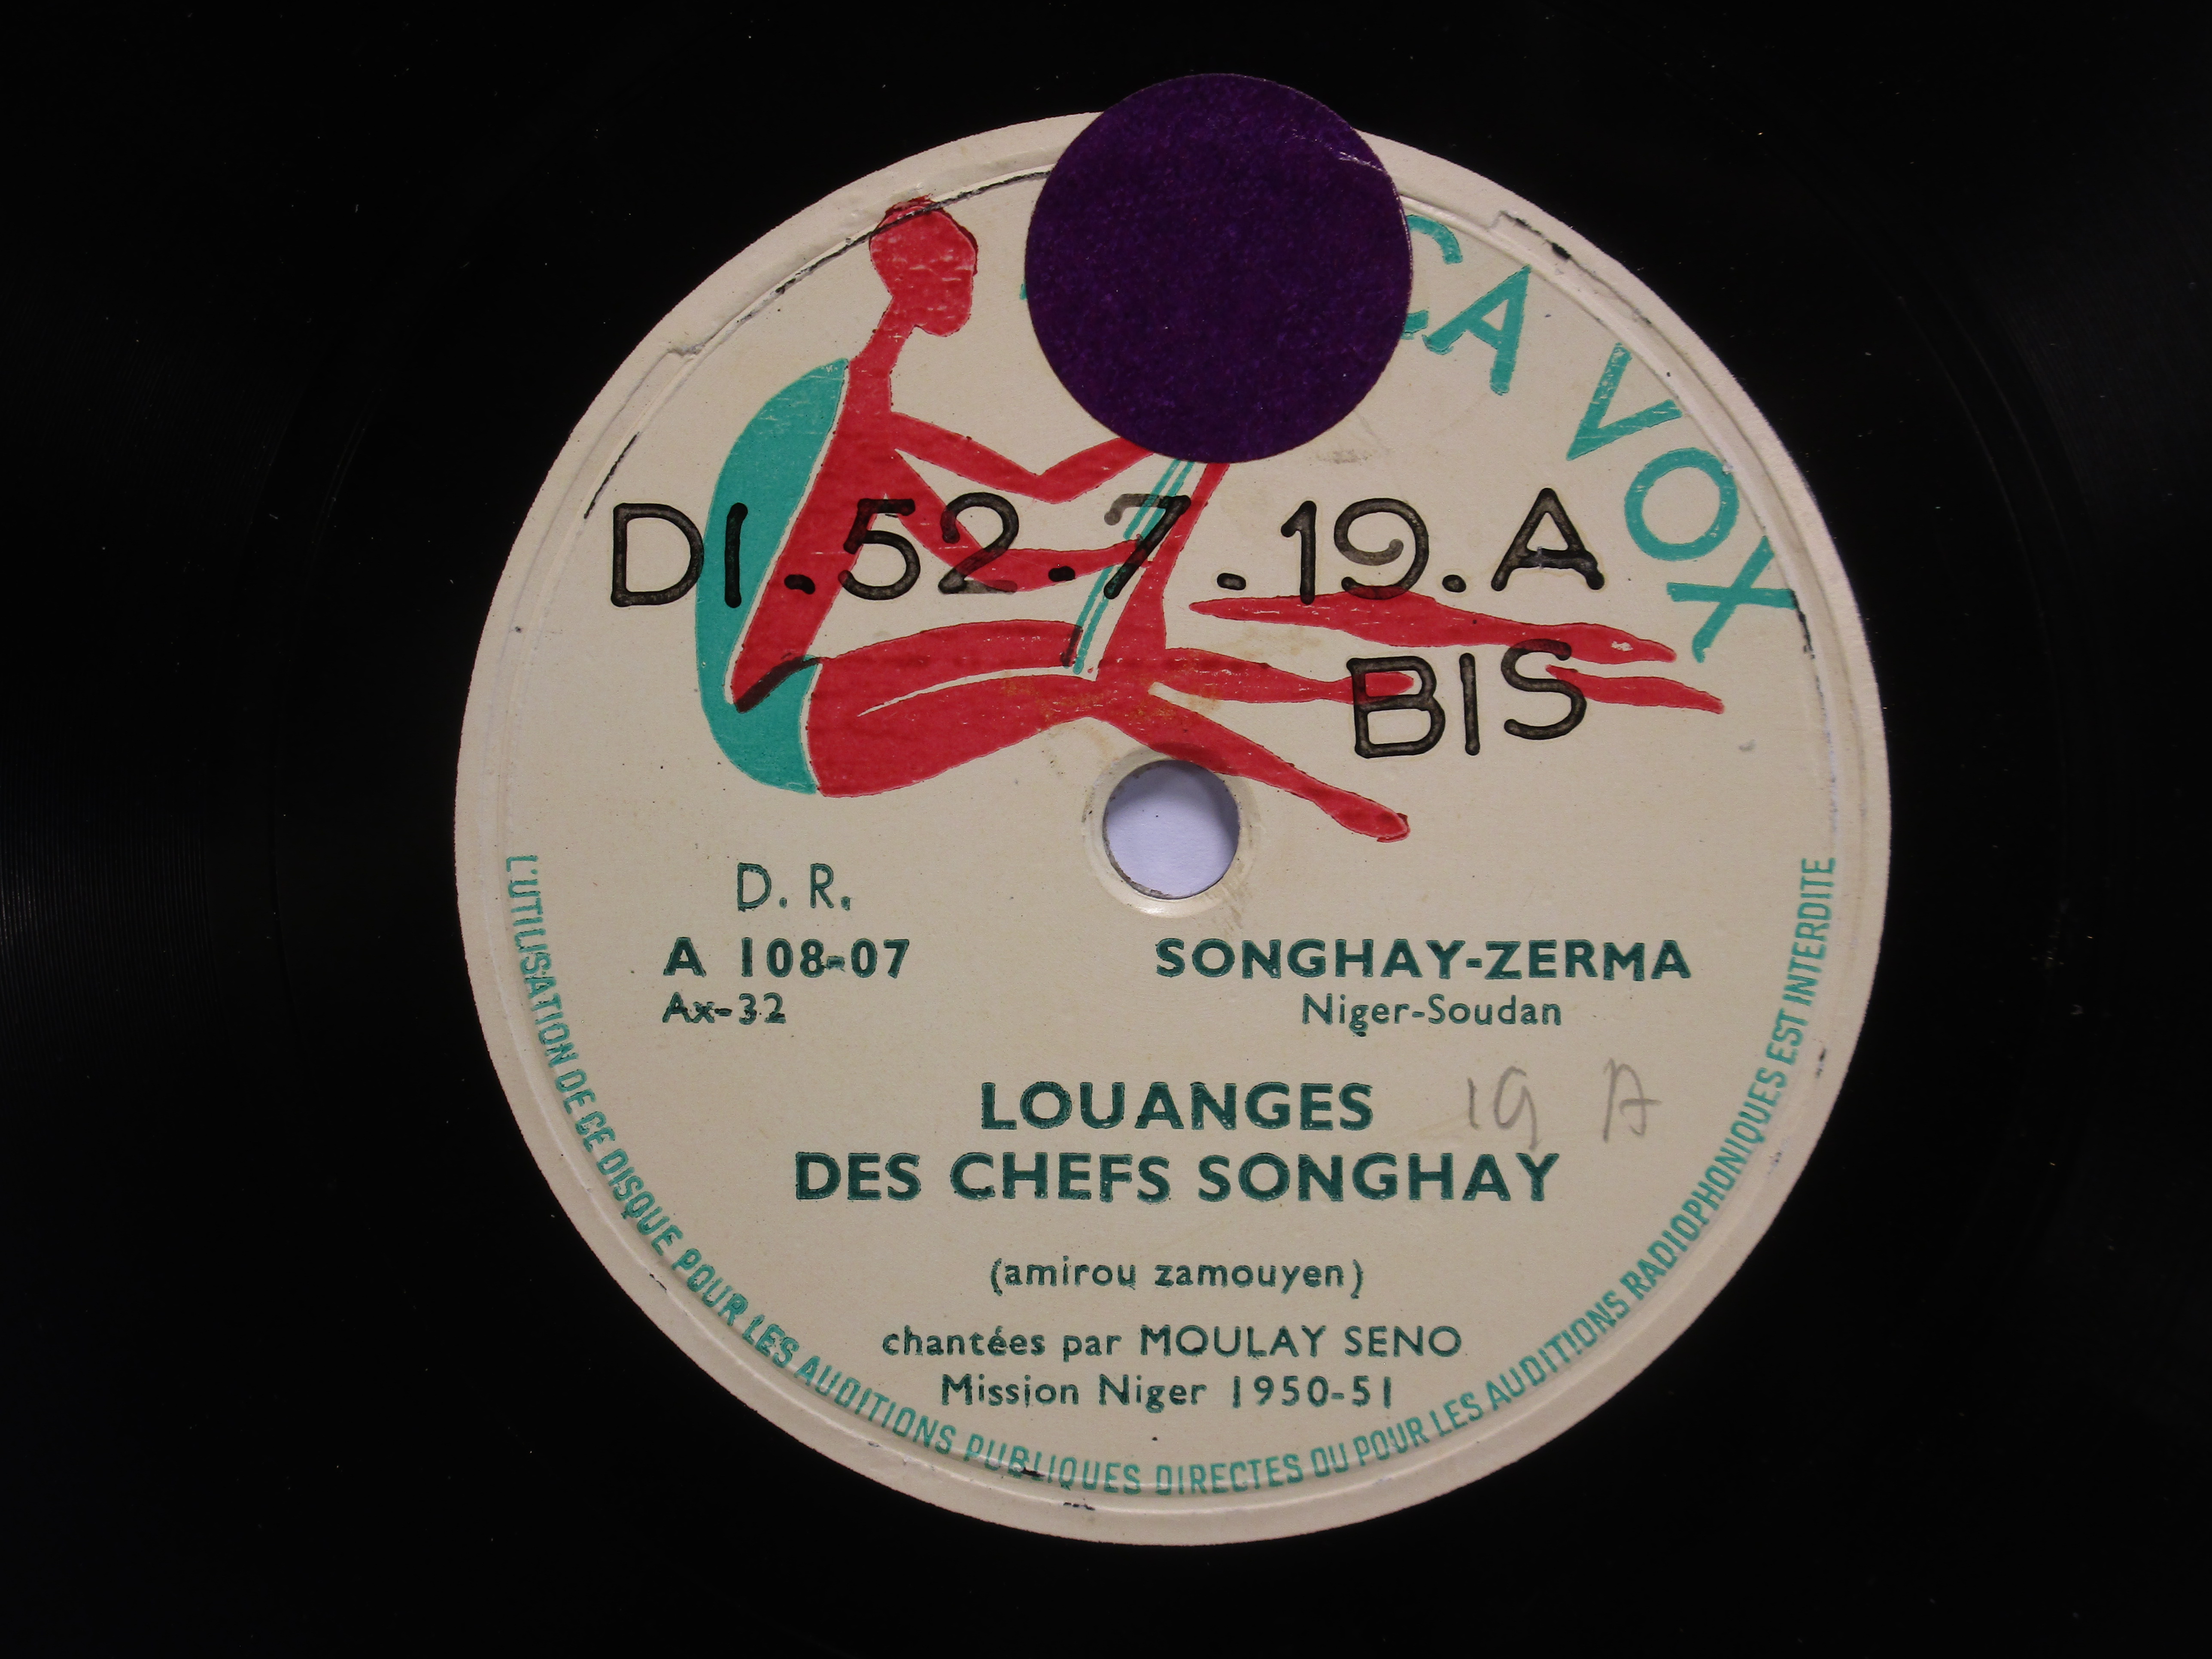 CA VOX
DI.52.7.19.A
BIS
D. R.
A 108-07
Ax-32
SONGHAY-ZERMA
Niger-Soudan
LOUANGES
DES CHEFS SONGHAY
19 A
(amirou zamouyen)
chantées par MOULAY SENO
Mission Niger 1950-51
L'UTILISATION DE CE DISQUE POUR LES AUDITIONS PUBLIQUES DIRECTES OU POUR LES AUDITIONS RADIOPHONIQUES EST INTERDITE